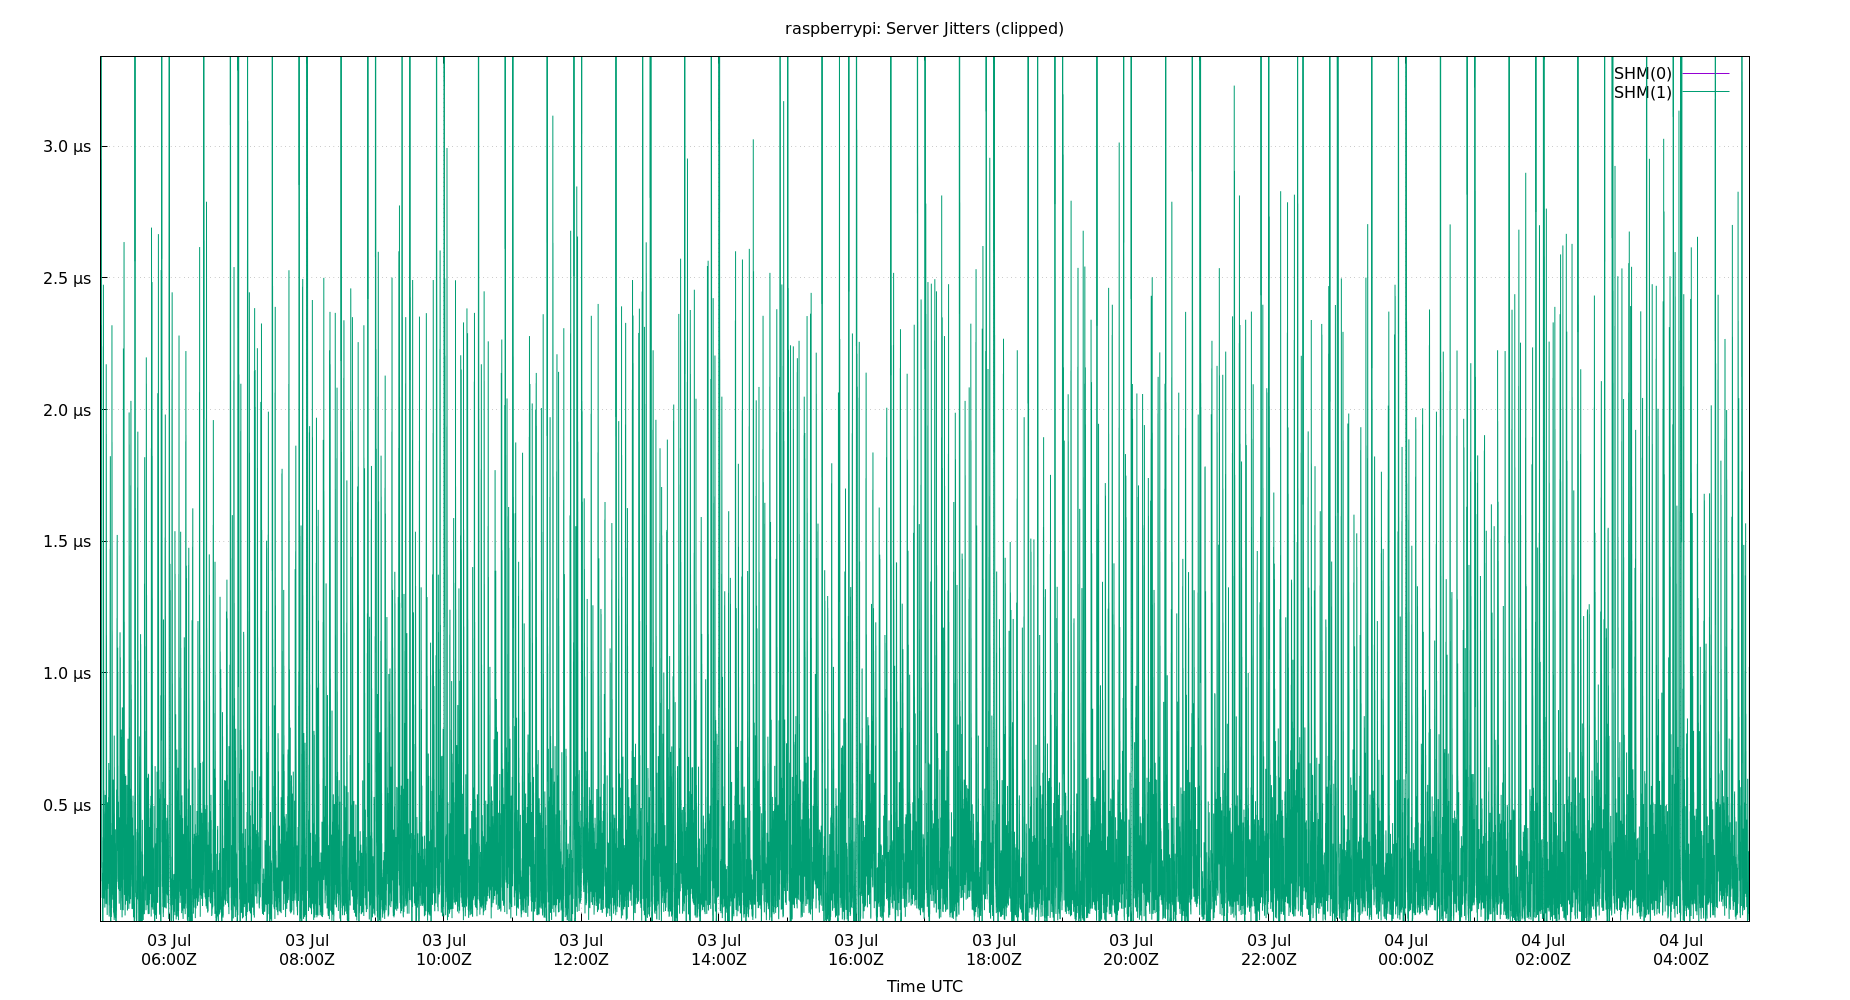 raspberrypi: Server Jitters (clipped)
SHM(0)
SHM(1)
3.0 µs
2.5 µs
2.0 µs
1.5 µs
1.0 µs
0.5 µs
03 Jul 03 Jul 03 Jul 03 Jul 03 Jul 03 Jul 03 Jul 03 Jul 03 Jul 04 Jul 04 Jul 04 Jul
06:00Z 08:00Z 10:00Z 12:00Z 14:00Z 16:00Z 18:00Z 20:00Z 22:00Z 00:00Z 02:00Z 04:00Z
Time UTC